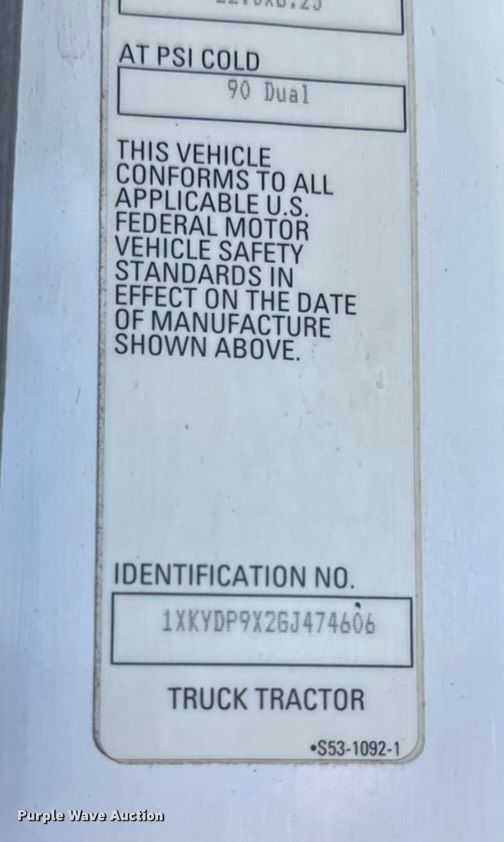 AT PSI COLD
90 Dual
THIS VEHICLE
CONFORMS TO ALL
APPLICABLE U.S.
FEDERAL MOTOR
VEHICLE SAFETY
STANDARDS IN
EFFECT ON THE DATE
OF MANUFACTURE
SHOWN ABOVE.
IDENTIFICATION NO.
1XKYDP9X2GJ474606
TRUCK TRACTOR
•S53-1092-1
Purple Wave Auction